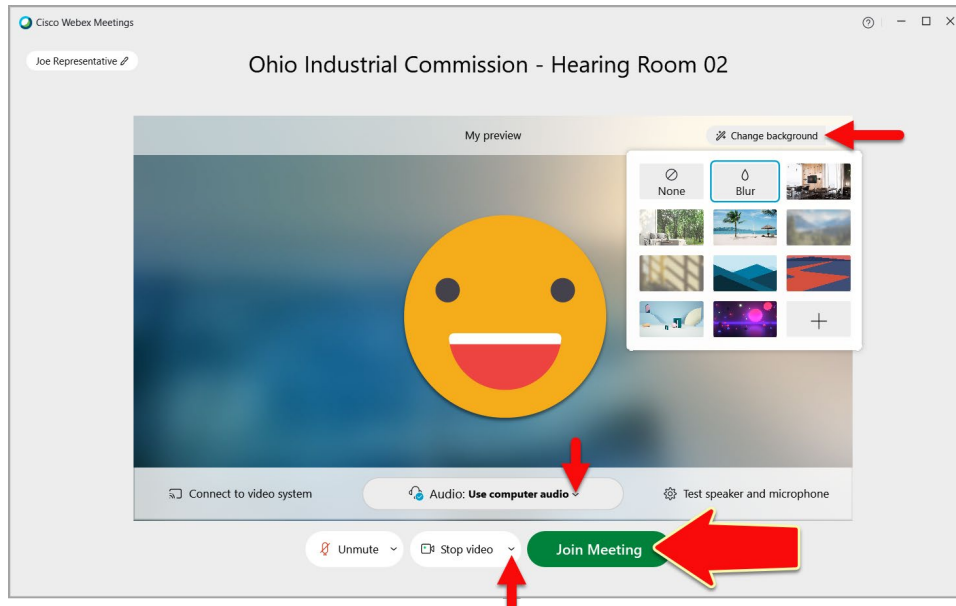 Cisco Webex Meetings
Joe Representative
Ohio Industrial Commission - Hearing Room 02
My preview
Change background
None
Blur
Connect to video system
Audio: Use computer audio
Test speaker and microphone
Unmute
Stop video
Join Meeting